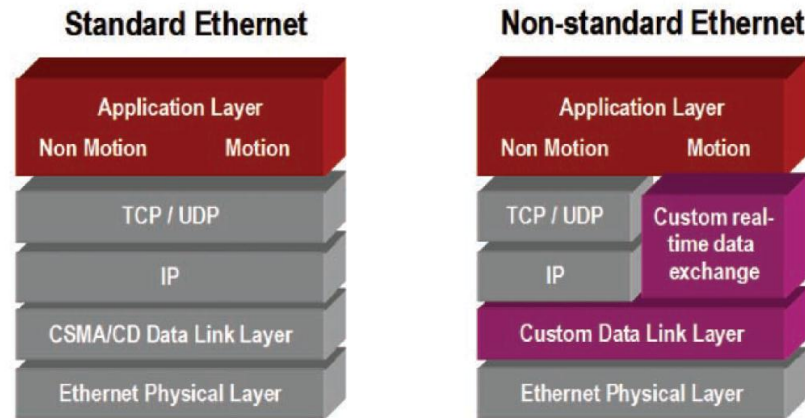 Standard Ethernet
Application Layer
Non Motion Motion
TCP / UDP
IP
CSMA/CD Data Link Layer
Ethernet Physical Layer
Non-standard Ethernet
Application Layer
Non Motion Motion
TCP / UDP
IP
Custom real-
time data
exchange
Custom Data Link Layer
Ethernet Physical Layer